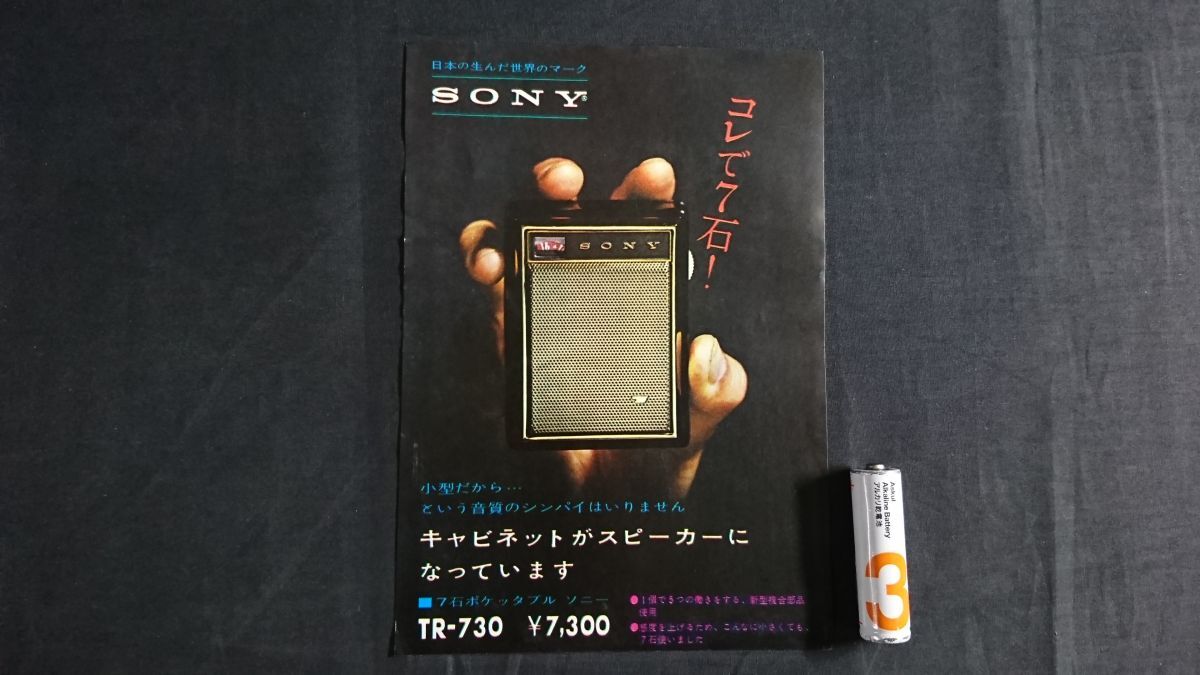 日本の生んだ世界のマーク
SONY®
コレで7石!
SONY
小型だから…
という音質のシンパイはいりません
キャビネットがスピーカーに
なっています
■7石ポケッタブル ソニー
TR-730 ¥7,300
●1個で5つの働きをする、新型複合部品
使用
●感度を上げるため、こんなに小さくても、
7石使いました
Askul
Alkaline Battery
アルカリ乾電池
3